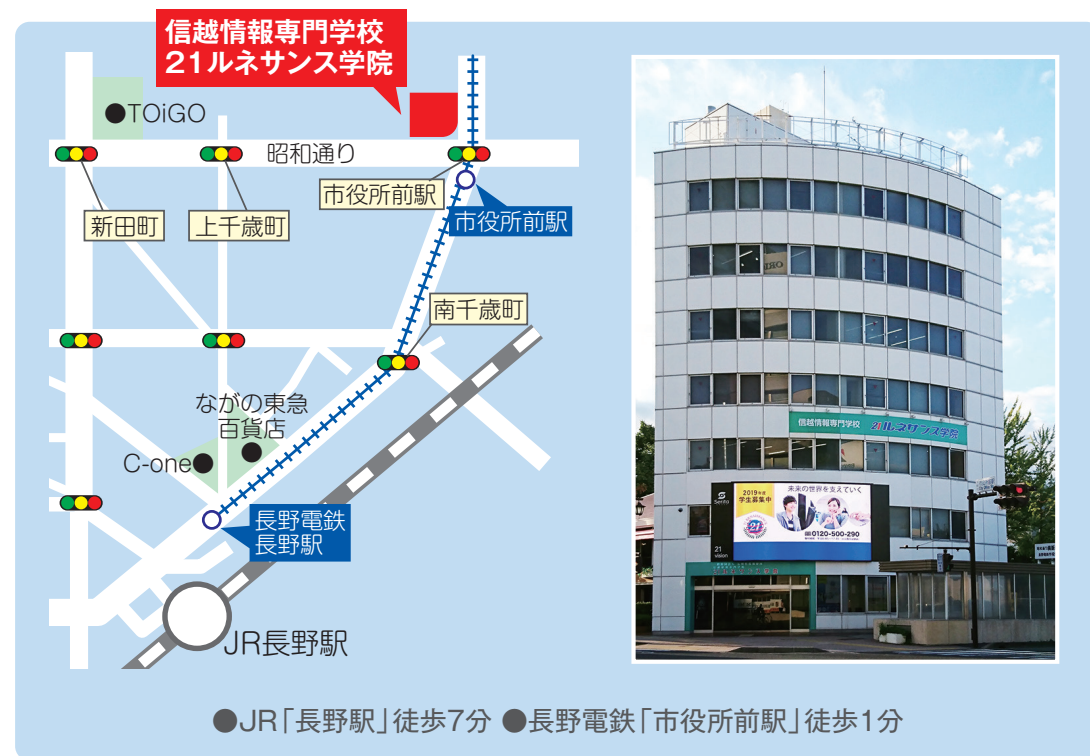 信越情報専門学校
21ルネサンス学院
TOiGO
昭和通り
市役所前駅
新田町
上千歳町
市役所前駅
南千歳町
ながの東急
百貨店
C-one
長野電鉄
長野駅
JR長野駅
信越情報専門学校 21ルネサンス学院
2019年度
学生募集中
未来の世界を支えていく
Sento
21
0120-500-290
21
vision
●JR「長野駅」徒歩7分 ●長野電鉄「市役所前駅」徒歩1分